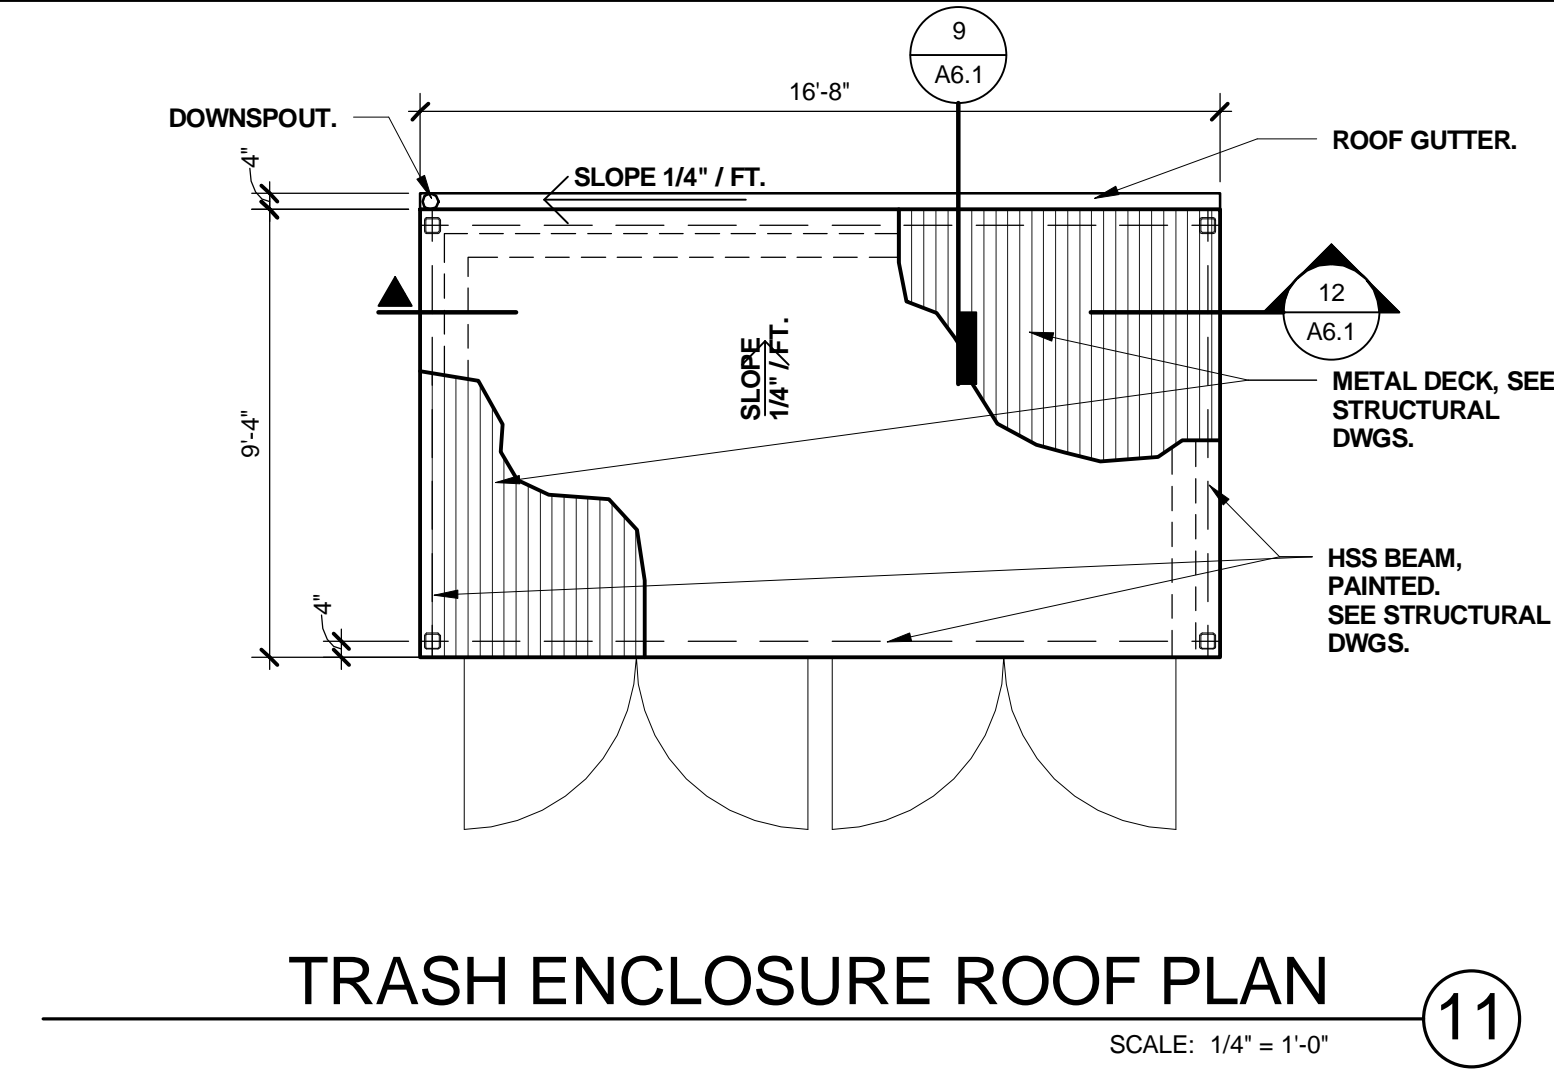 9
A6.1
16'-8"
DOWNSPOUT.
ROOF GUTTER.
4"
SLOPE 1/4" / FT.
12
A6.1
SLOPE
1/4" / FT.
METAL DECK, SEE
STRUCTURAL
DWGS.
9'-4"
HSS BEAM,
PAINTED.
SEE STRUCTURAL
DWGS.
4"
TRASH ENCLOSURE ROOF PLAN
11
SCALE: 1/4" = 1'-0"